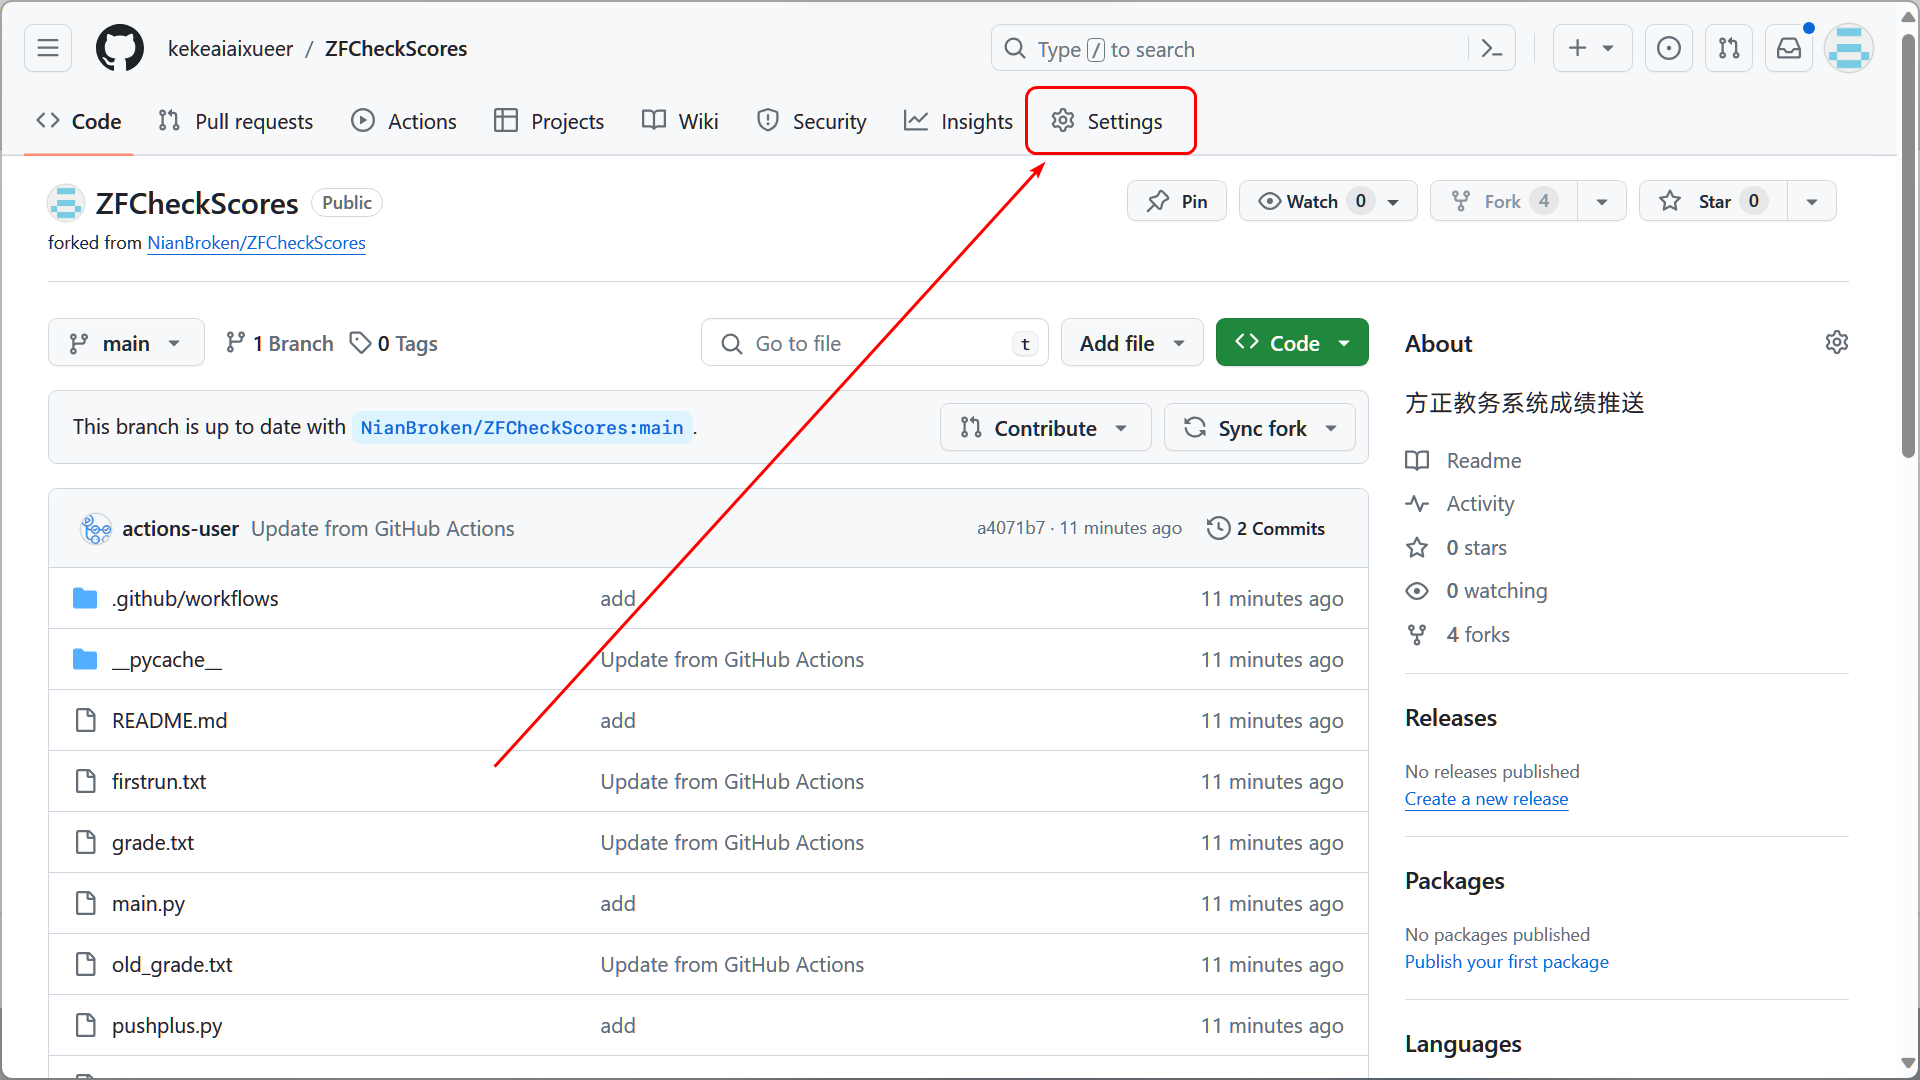 kekeaiaixueer / ZFCheckScores
Type / to search
Code
Pull requests
Actions
Projects
Wiki
Security
Insights
Settings
ZFCheckScores Public
Pin
Watch 0
Fork 4
Star 0
forked from NianBroken/ZFCheckScores
main
1 Branch
0 Tags
Go to file t
Add file
Code
About
方正教务系统成绩推送
Readme
Activity
0 stars
0 watching
4 forks
This branch is up to date with NianBroken/ZFCheckScores:main .
Contribute
Sync fork
actions-user Update from GitHub Actions a4071b7 · 11 minutes ago 2 Commits
.github/workflows add 11 minutes ago
__pycache__ Update from GitHub Actions 11 minutes ago
README.md add 11 minutes ago
firstrun.txt Update from GitHub Actions 11 minutes ago
grade.txt Update from GitHub Actions 11 minutes ago
main.py add 11 minutes ago
old_grade.txt Update from GitHub Actions 11 minutes ago
pushplus.py add 11 minutes ago
Releases
No releases published
Create a new release
Packages
No packages published
Publish your first package
Languages